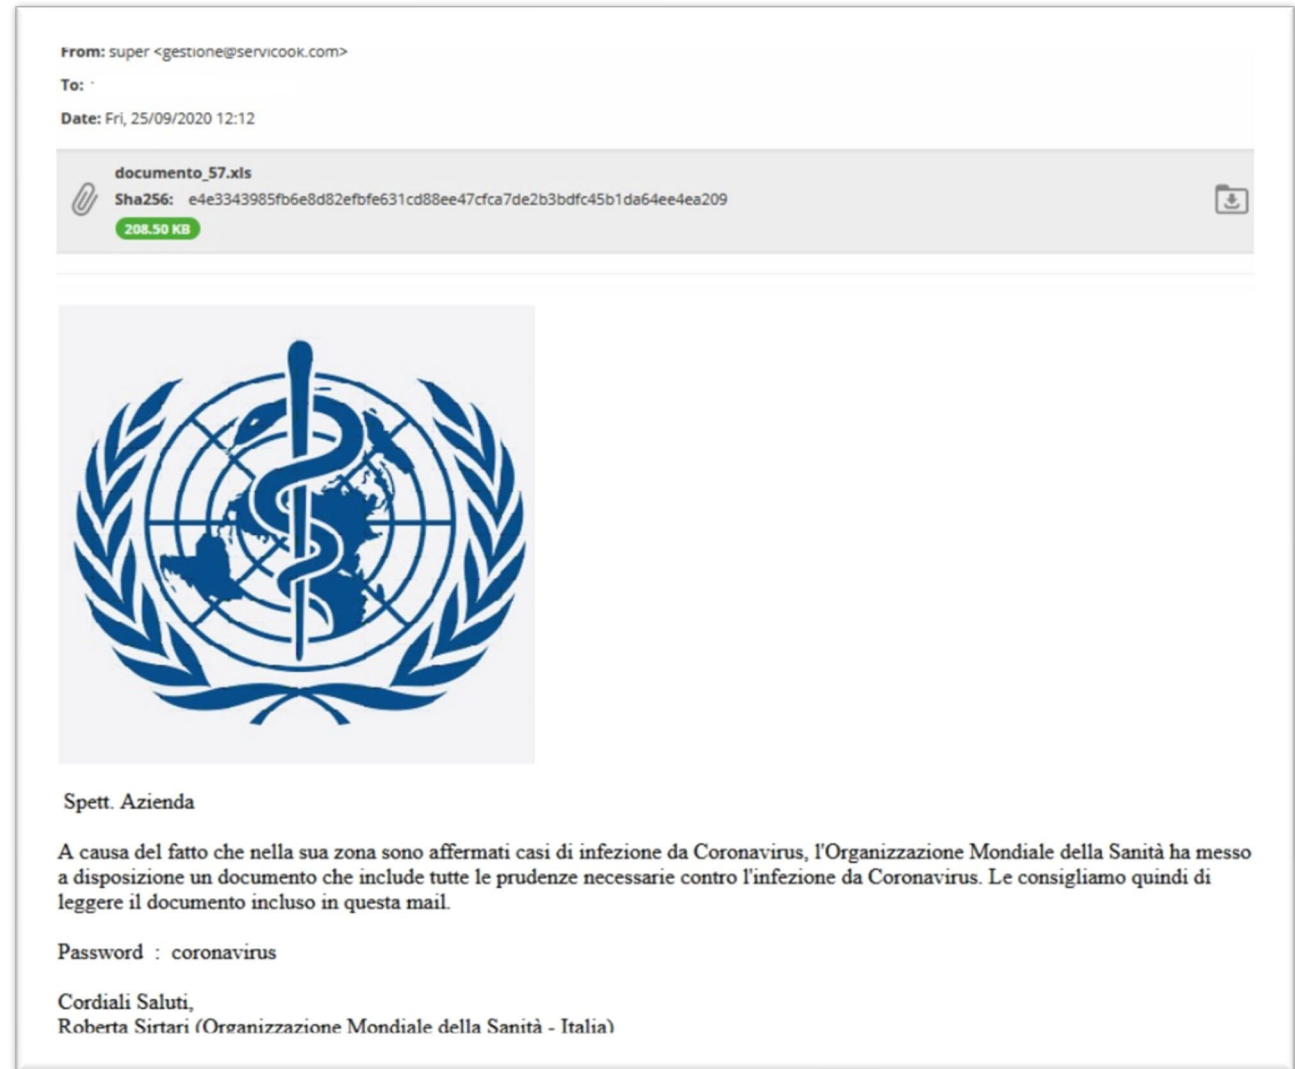 From: super <gestione@servicook.com>
To:
Date: Fri, 25/09/2020 12:12
documento_57.xls
Sha256: e4e3343985fb6e8d82efbfe631cd88ee47cfca7de2b3bdfc45b1da64ee4ea209
208.50 KB
Spett. Azienda
A causa del fatto che nella sua zona sono affermati casi di infezione da Coronavirus, l'Organizzazione Mondiale della Sanità ha messo
a disposizione un documento che include tutte le prudenze necessarie contro l'infezione da Coronavirus. Le consigliamo quindi di
leggere il documento incluso in questa mail.
Password : coronavirus
Cordiali Saluti,
Roberta Sirtari (Organizzazione Mondiale della Sanità - Italia)